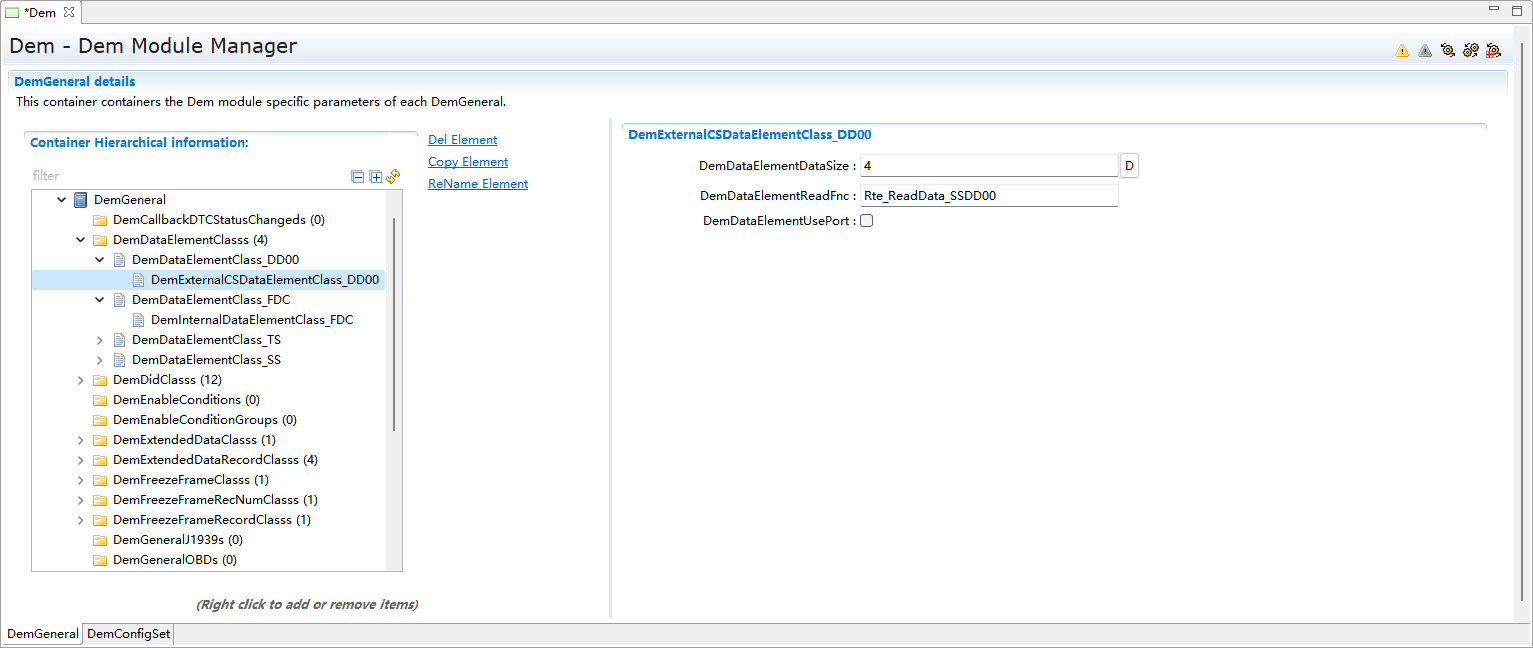 *Dem
Dem - Dem Module Manager
DemGeneral details
This container containers the Dem module specific parameters of each DemGeneral.
Container Hierarchical information:
filter
DemGeneral
DemCallbackDTCStatusChangeds (0)
DemDataElementClasss (4)
DemDataElementClass_DD00
DemExternalCSDataElementClass_DD00
DemDataElementClass_FDC
DemInternalDataElementClass_FDC
DemDataElementClass_TS
DemDataElementClass_SS
DemDidClasss (12)
DemEnableConditions (0)
DemEnableConditionGroups (0)
DemExtendedDataClasss (1)
DemExtendedDataRecordClasss (4)
DemFreezeFrameClasss (1)
DemFreezeFrameRecNumClasss (1)
DemFreezeFrameRecordClasss (1)
DemGeneralJ1939s (0)
DemGeneralOBDs (0)
(Right click to add or remove items)
Del Element
Copy Element
ReName Element
DemExternalCSDataElementClass_DD00
DemDataElementDataSize : 4 D
DemDataElementReadFnc : Rte_ReadData_SSDD00
DemDataElementUsePort :
DemGeneral DemConfigSet